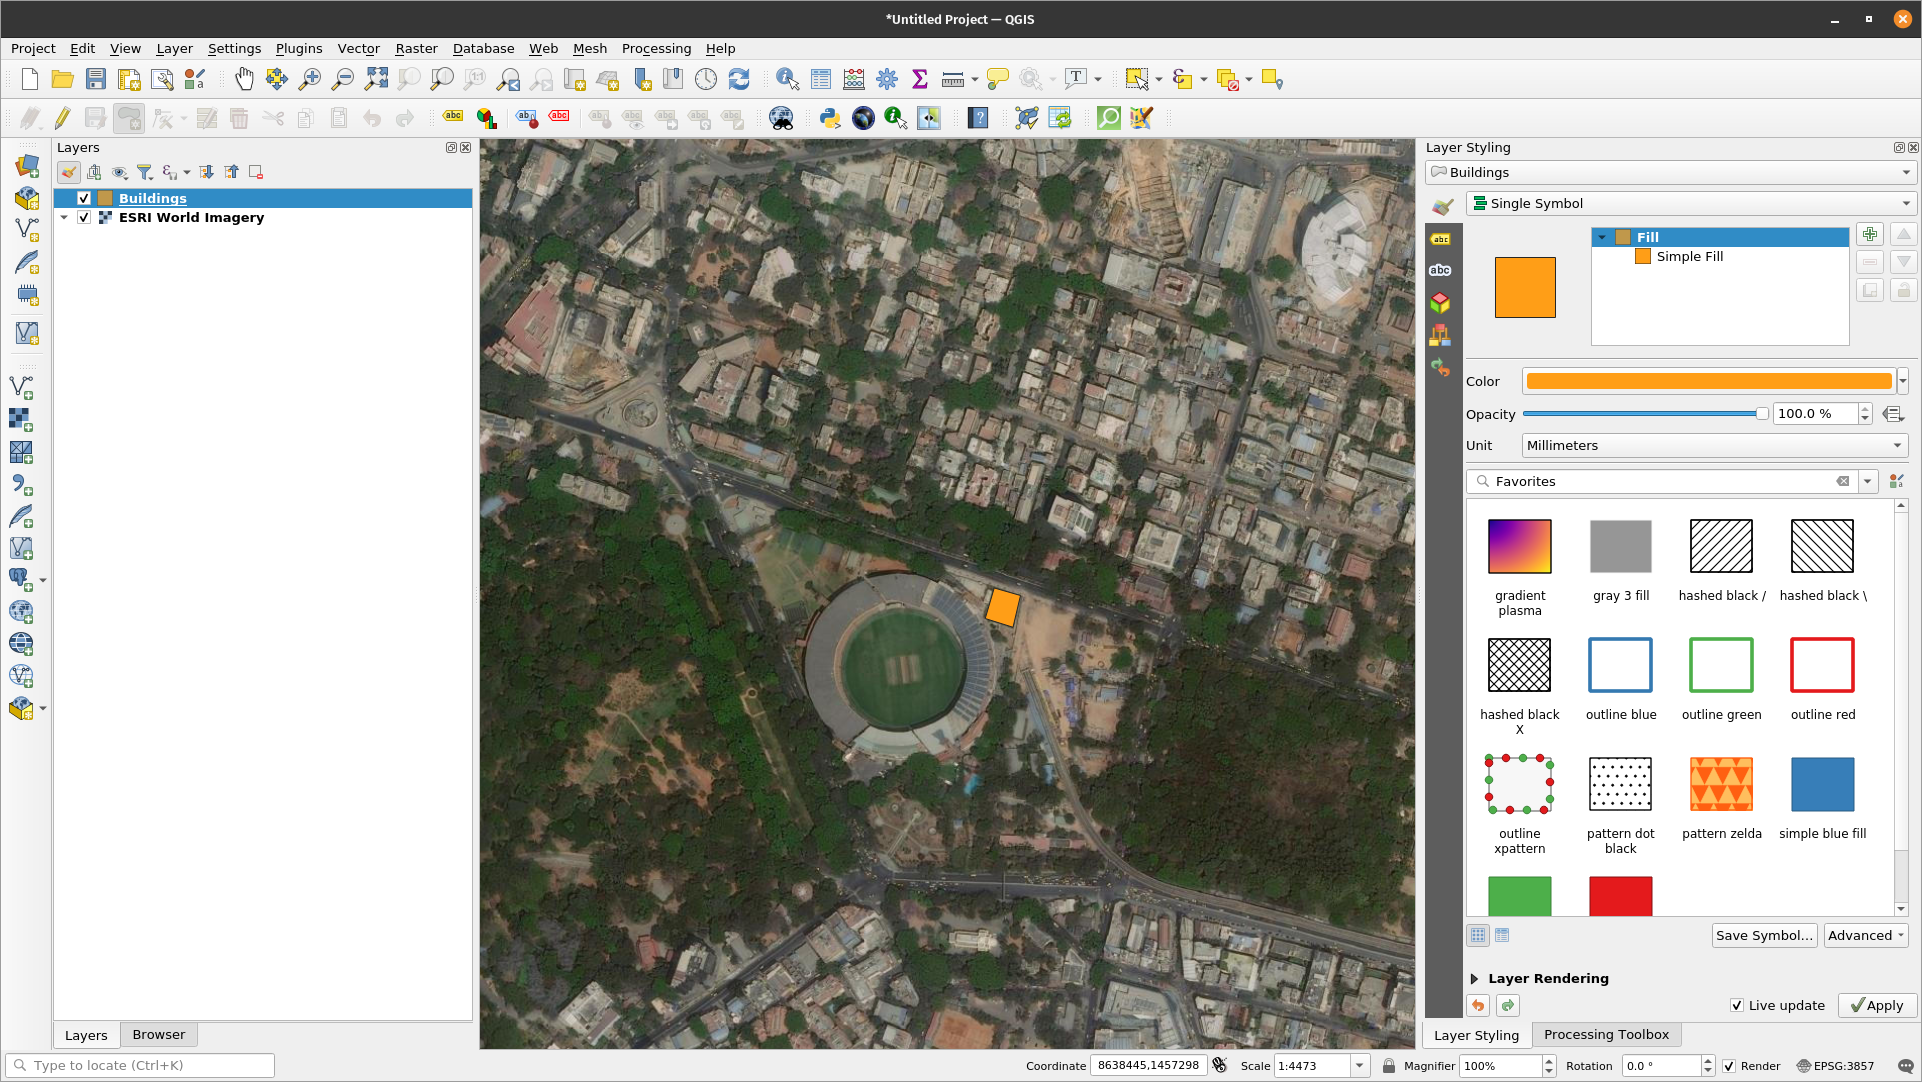 *Untitled Project — QGIS
Project Edit View Layer Settings Plugins Vector Raster Database Web Mesh Processing Help
Layers
Buildings
ESRI World Imagery
Layers Browser
Layer Styling
Buildings
Single Symbol
Fill
Simple Fill
Color
Opacity 100.0 %
Unit Millimeters
Favorites
gradient plasma
gray 3 fill
hashed black /
hashed black \
hashed black X
outline blue
outline green
outline red
outline xpattern
pattern dot black
pattern zelda
simple blue fill
Save Symbol... Advanced
Layer Rendering
Live update Apply
Layer Styling Processing Toolbox
Type to locate (Ctrl+K) Coordinate 8638445,1457298 Scale 1:4473 Magnifier 100% Rotation 0.0 ° Render EPSG:3857